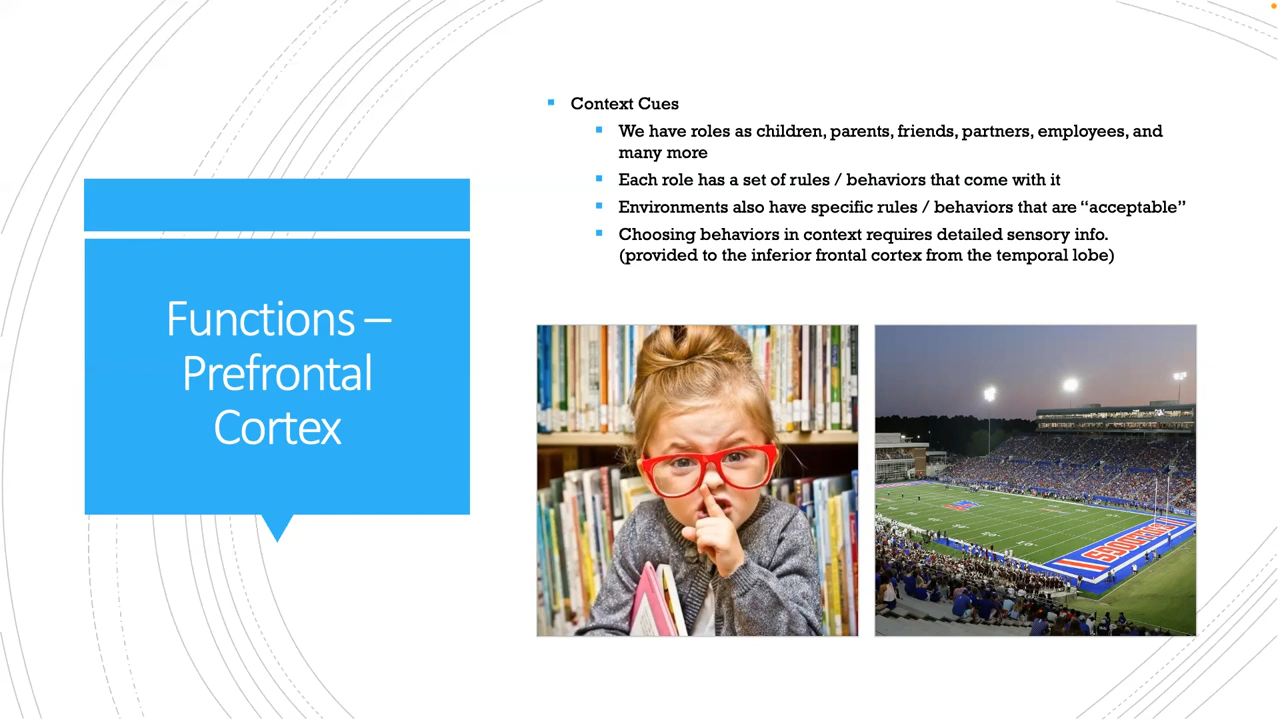 Functions –
Prefrontal
Cortex
Context Cues
We have roles as children, parents, friends, partners, employees, and
many more
Each role has a set of rules / behaviors that come with it
Environments also have specific rules / behaviors that are “acceptable”
Choosing behaviors in context requires detailed sensory info.
(provided to the inferior frontal cortex from the temporal lobe)